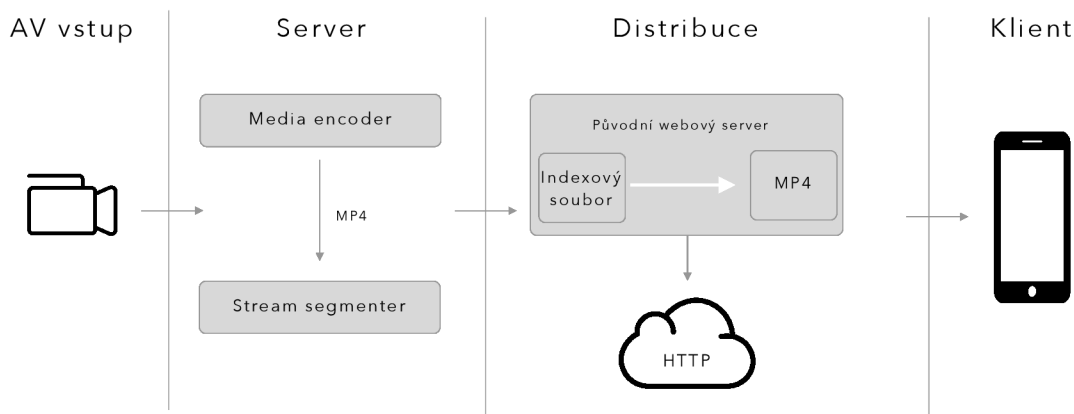 AV vstup
Server
Distribuce
Klient
Media encoder
MP4
Stream segmenter
Původní webový server
Indexový
soubor
MP4
HTTP